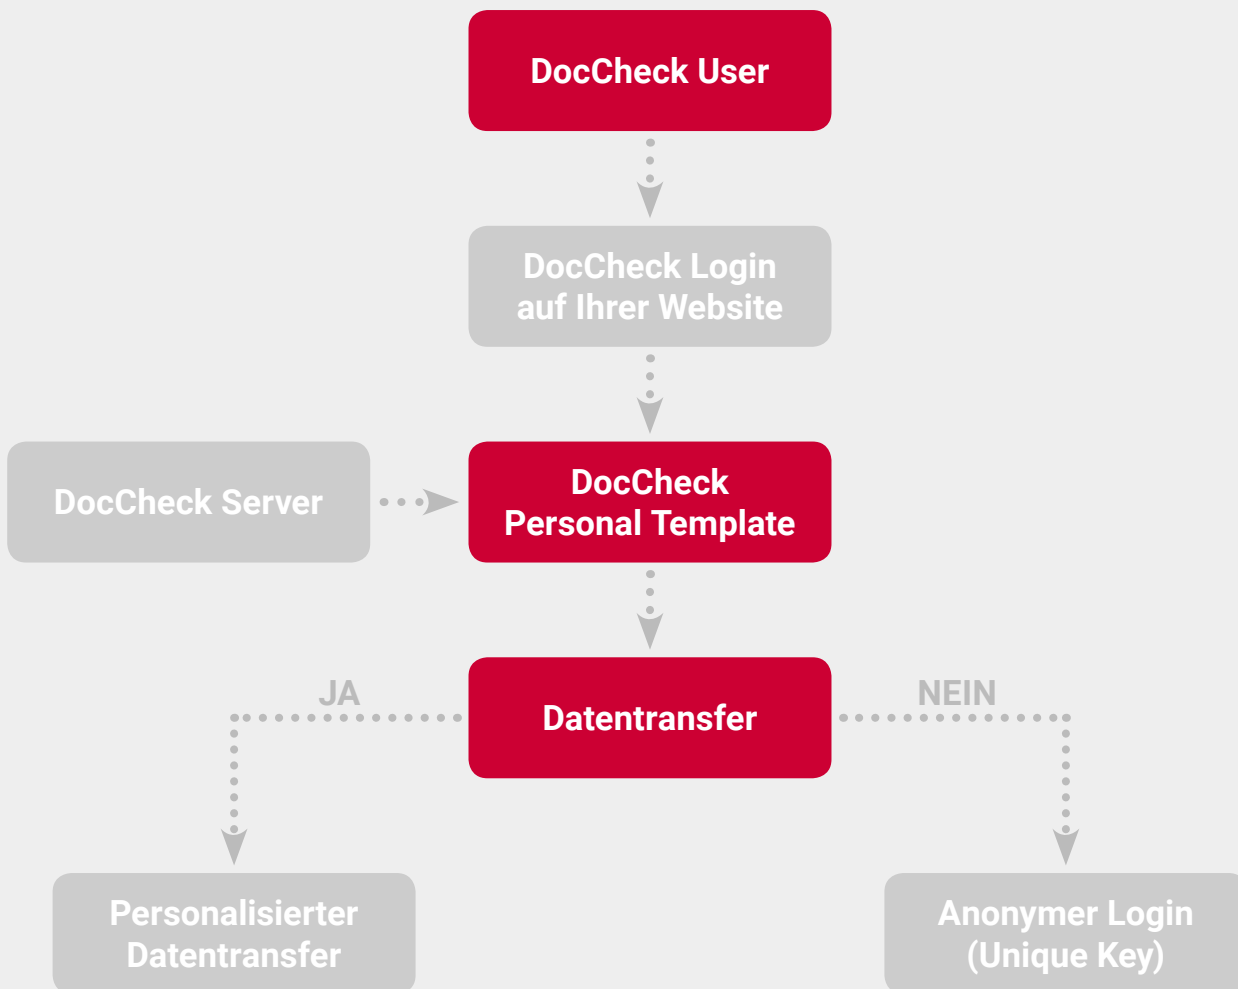 DocCheck User
DocCheck Login
auf Ihrer Website
DocCheck Server
DocCheck
Personal Template
JA
Datentransfer
NEIN
Personalisierter
Datentransfer
Anonymer Login
(Unique Key)